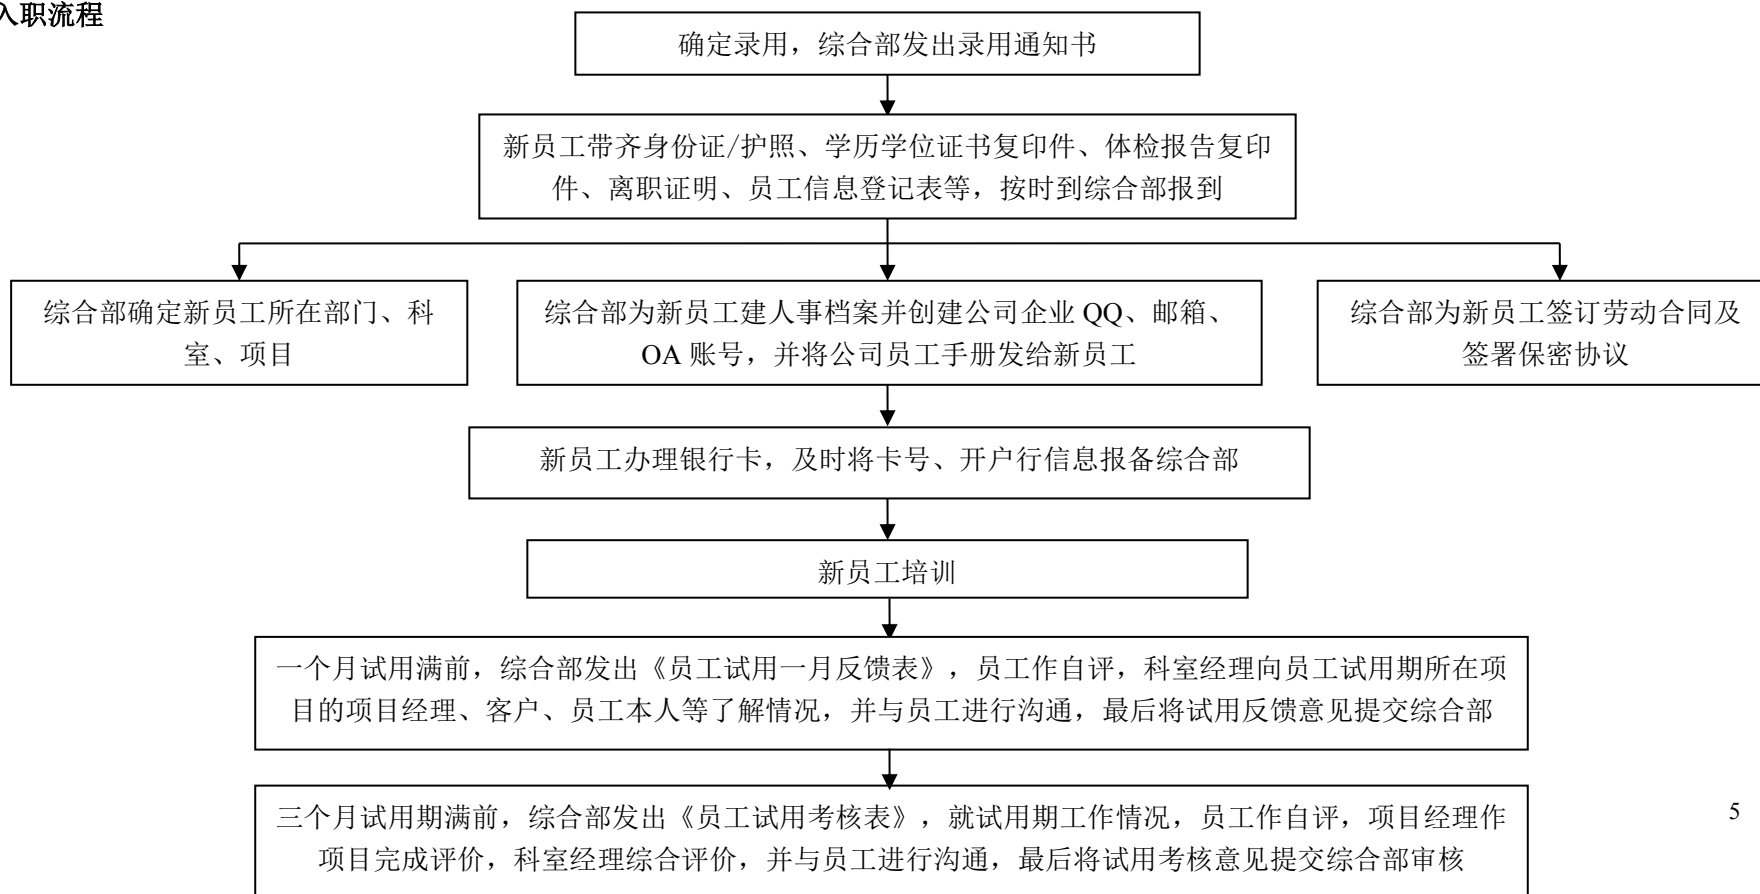 入职流程
确定录用，综合部发出录用通知书
新员工带齐身份证/护照、学历学位证书复印件、体检报告复印
件、离职证明、员工信息登记表等，按时到综合部报到
综合部确定新员工所在部门、科
室、项目
综合部为新员工建人事档案并创建公司企业 QQ、邮箱、
OA 账号，并将公司员工手册发给新员工
综合部为新员工签订劳动合同及
签署保密协议
新员工办理银行卡，及时将卡号、开户行信息报备综合部
新员工培训
一个月试用满前，综合部发出《员工试用一月反馈表》，员工作自评，科室经理向员工试用期所在项
目的项目经理、客户、员工本人等了解情况，并与员工进行沟通，最后将试用反馈意见提交综合部
三个月试用期满前，综合部发出《员工试用考核表》，就试用期工作情况，员工作自评，项目经理作
项目完成评价，科室经理综合评价，并与员工进行沟通，最后将试用考核意见提交综合部审核
5